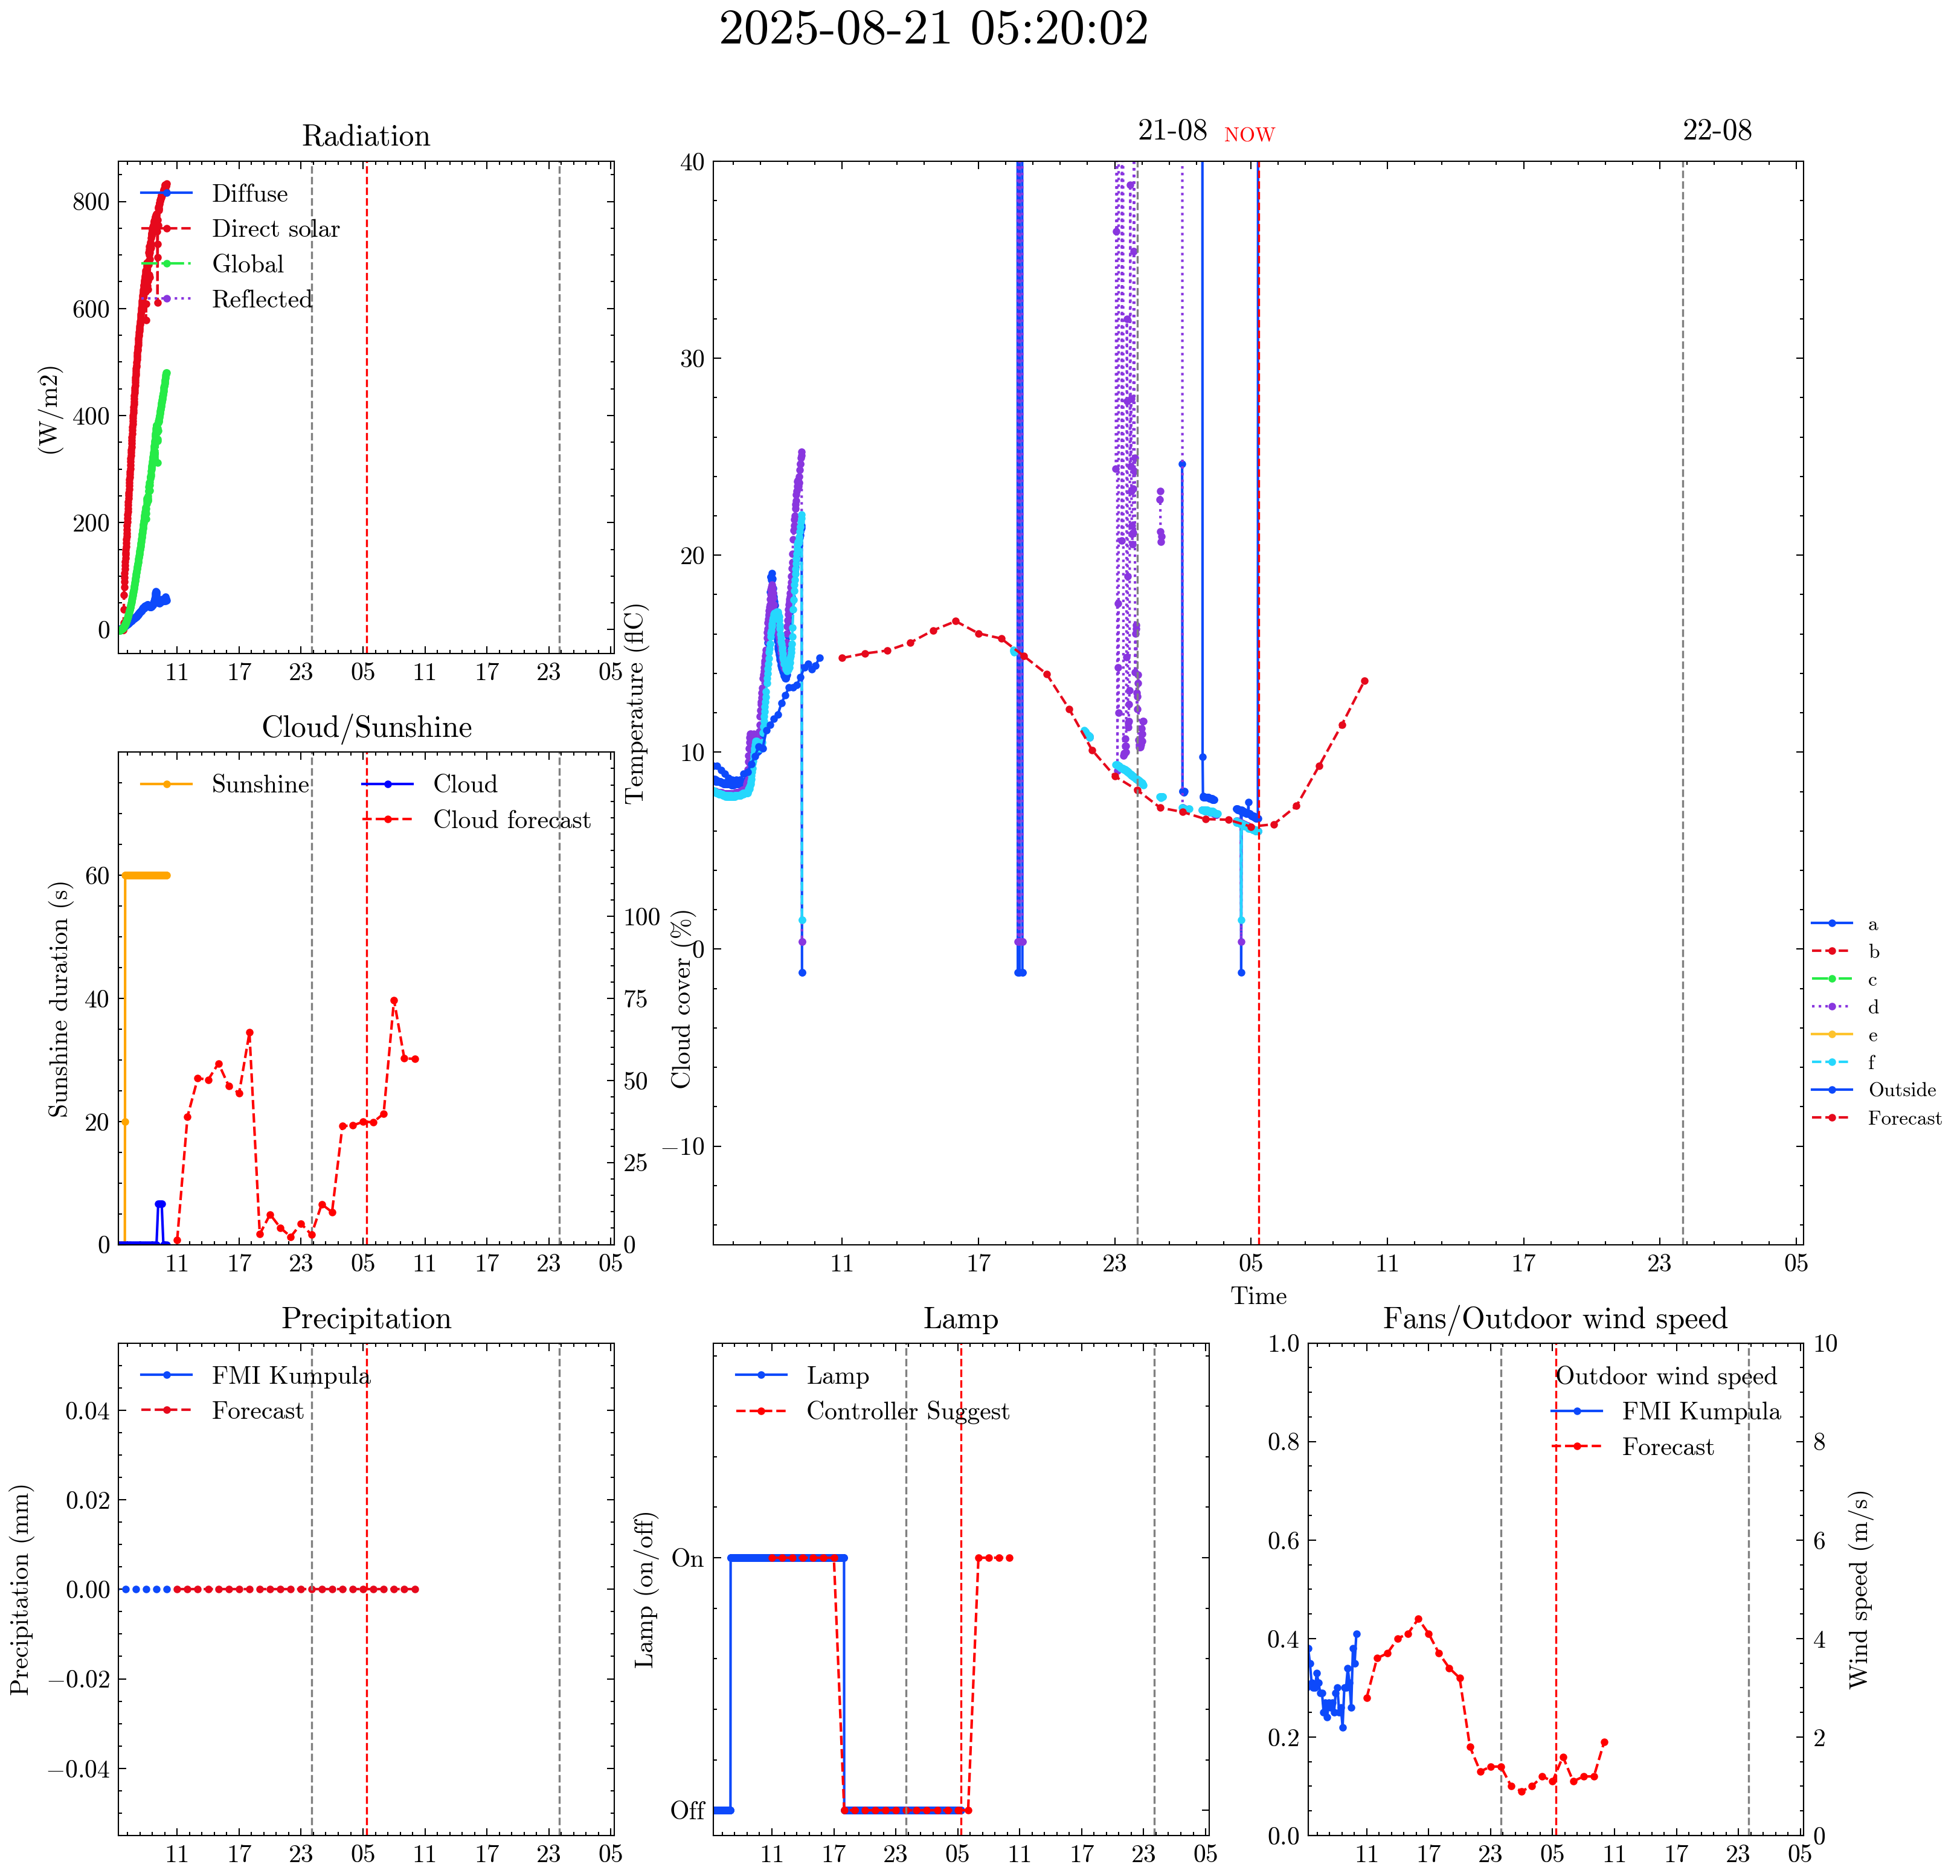 2025-08-21 05:20:02
Radiation
21-08
NOW
22-08
Diffuse
Direct solar
Global
Reflected
800
600
400
200
0
(W/m2)
11 17 23 05 11 17 23 05
40
30
20
10
0
−10
Temperature (flC)
11 17 23 05 11 17 23 05
Time
a
b
c
d
e
f
Outside
Forecast
Cloud/Sunshine
Sunshine
Cloud
Cloud forecast
60
40
20
0
Sunshine duration (s)
100
75
50
25
0
Cloud cover (%)
11 17 23 05 11 17 23 05
Precipitation
FMI Kumpula
Forecast
0.04
0.02
0.00
−0.02
−0.04
Precipitation (mm)
11 17 23 05 11 17 23 05
Lamp
Lamp
Controller Suggest
On
Off
Lamp (on/off)
11 17 23 05 11 17 23 05
Fans/Outdoor wind speed
Outdoor wind speed
FMI Kumpula
Forecast
1.0
0.8
0.6
0.4
0.2
0.0
10
8
6
4
2
0
Wind speed (m/s)
11 17 23 05 11 17 23 05